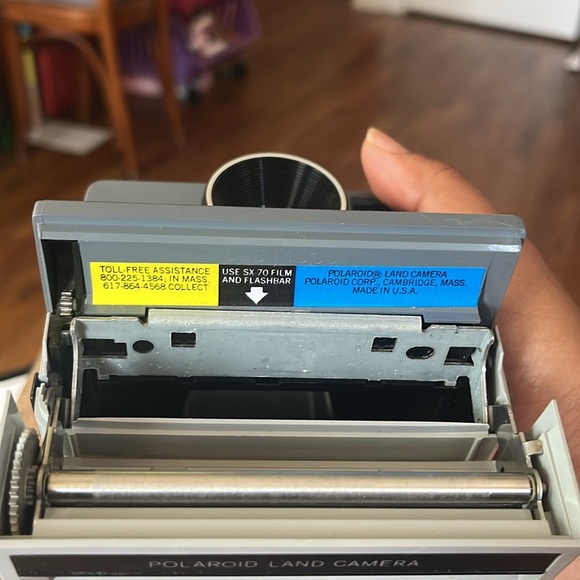 TOLL-FREE ASSISTANCE
800-225-1384; IN MASS.
617-864-4568 COLLECT
USE SX-70 FILM
AND FLASHBAR
POLAROID® LAND CAMERA
POLAROID CORP., CAMBRIDGE, MASS.
MADE IN U.S.A.
POLAROID LAND CAMERA